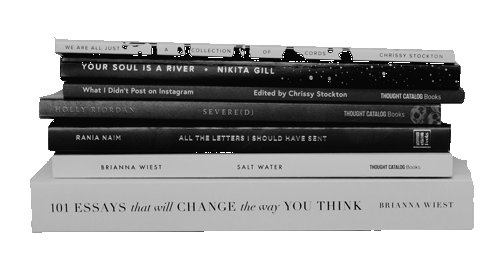 WE ARE ALL JUST A COLLECTION OF CORDS CHRISSY STOCKTON
YOUR SOUL IS A RIVER • NIKITA GILL
What I Didn't Post on Instagram Edited by Chrissy Stockton THOUGHT CATALOG Books
HOLLY RIORDAN SEVERE(D) THOUGHT CATALOG Books
RANIA NAIM ALL THE LETTERS I SHOULD HAVE SENT
BRIANNA WIEST SALT WATER THOUGHT CATALOG Books
101 ESSAYS that will CHANGE the way YOU THINK BRIANNA WIEST